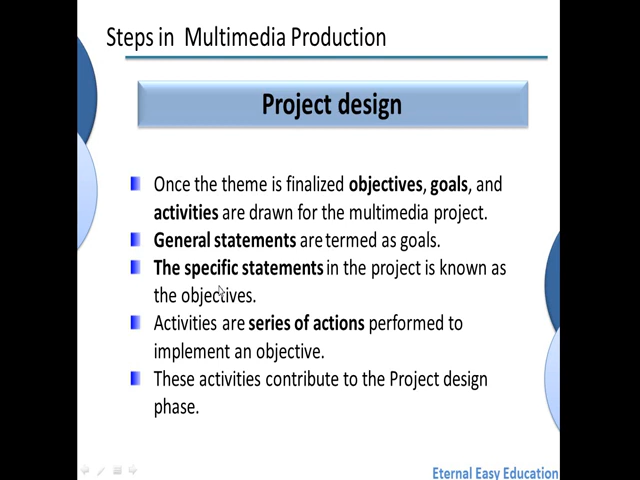 Steps in Multimedia Production
Project design
Once the theme is finalized objectives, goals, and
activities are drawn for the multimedia project.
General statements are termed as goals.
The specific statements in the project is known as
the objectives.
Activities are series of actions performed to
implement an objective.
These activities contribute to the Project design
phase.
Eternal Easy Education